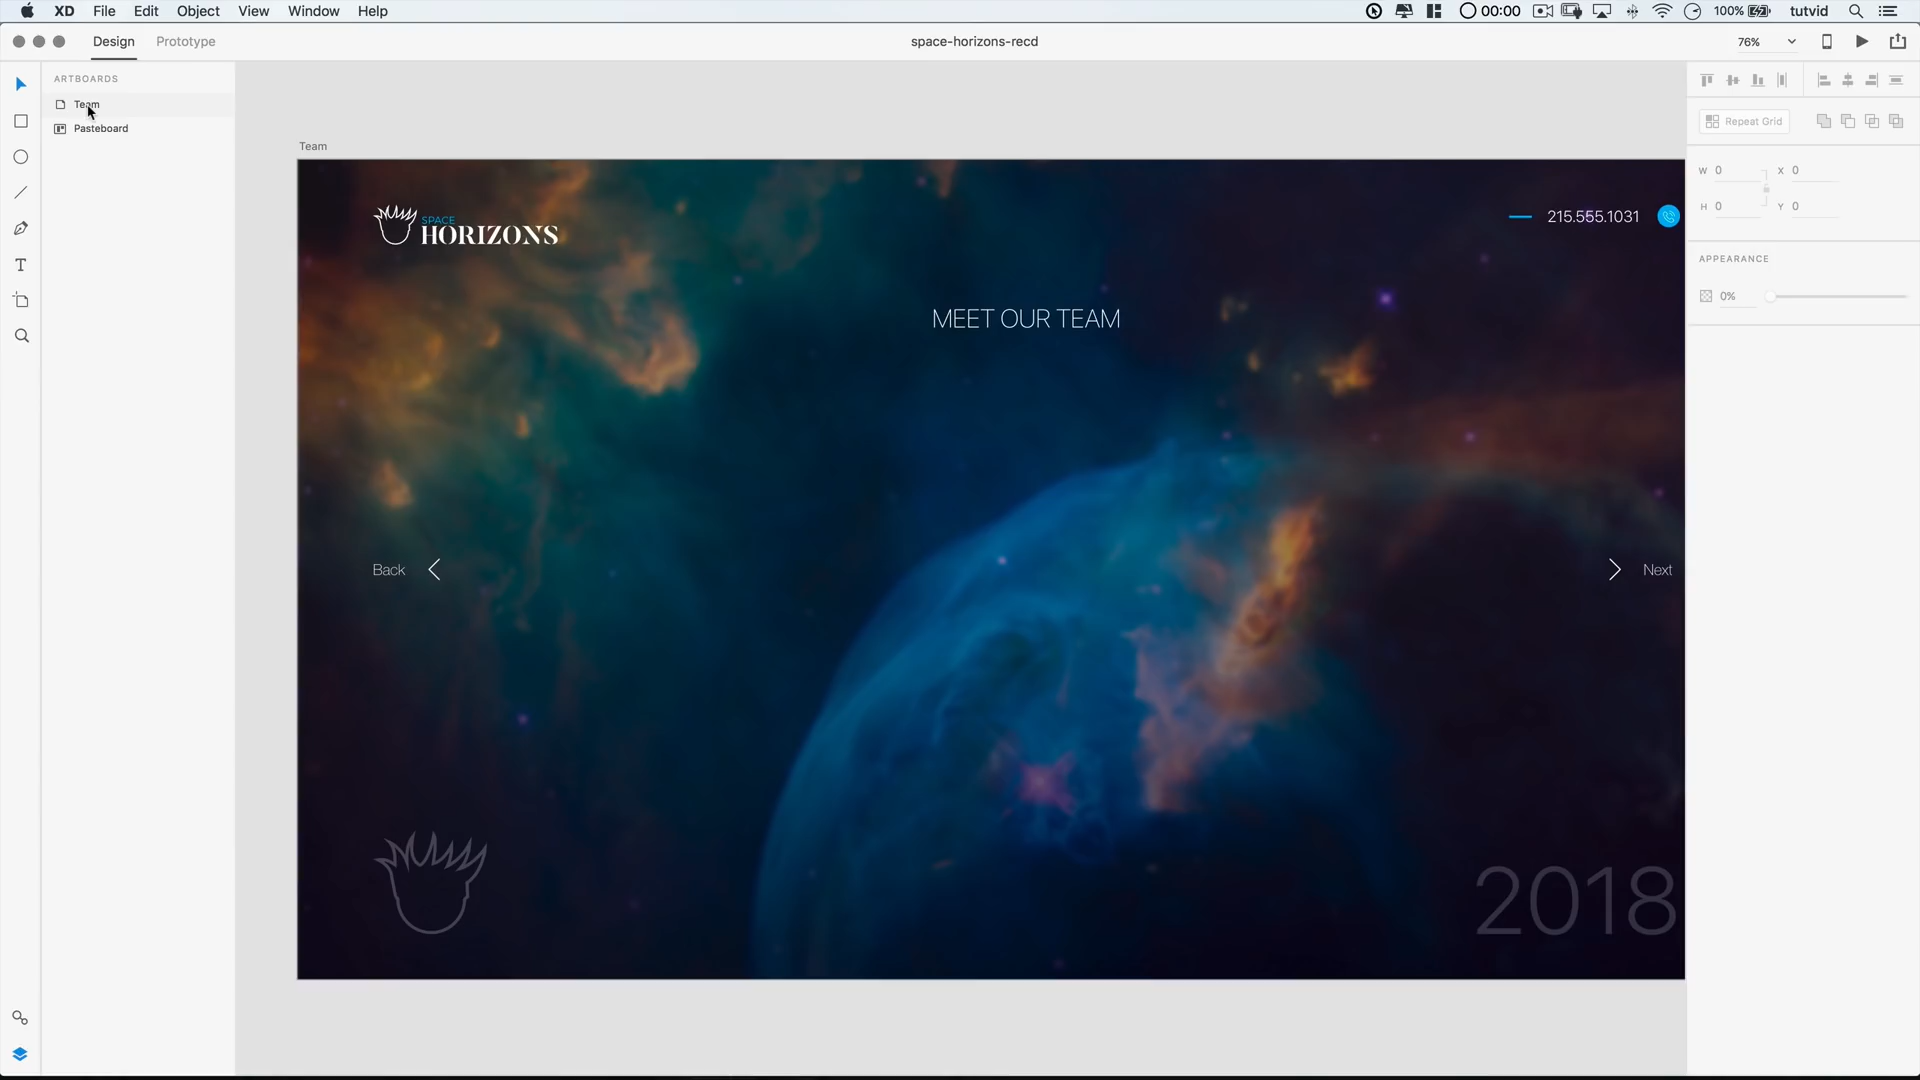 XD File Edit Object View Window Help 00:00 100% tutvid
Design Prototype space-horizons-recd 76%
ARTBOARDS
Team
Pasteboard
Team
SPACE
HORIZONS
215.555.1031
MEET OUR TEAM
Back
Next
2018
Repeat Grid
W 0 X 0
H 0 Y 0
APPEARANCE
0%